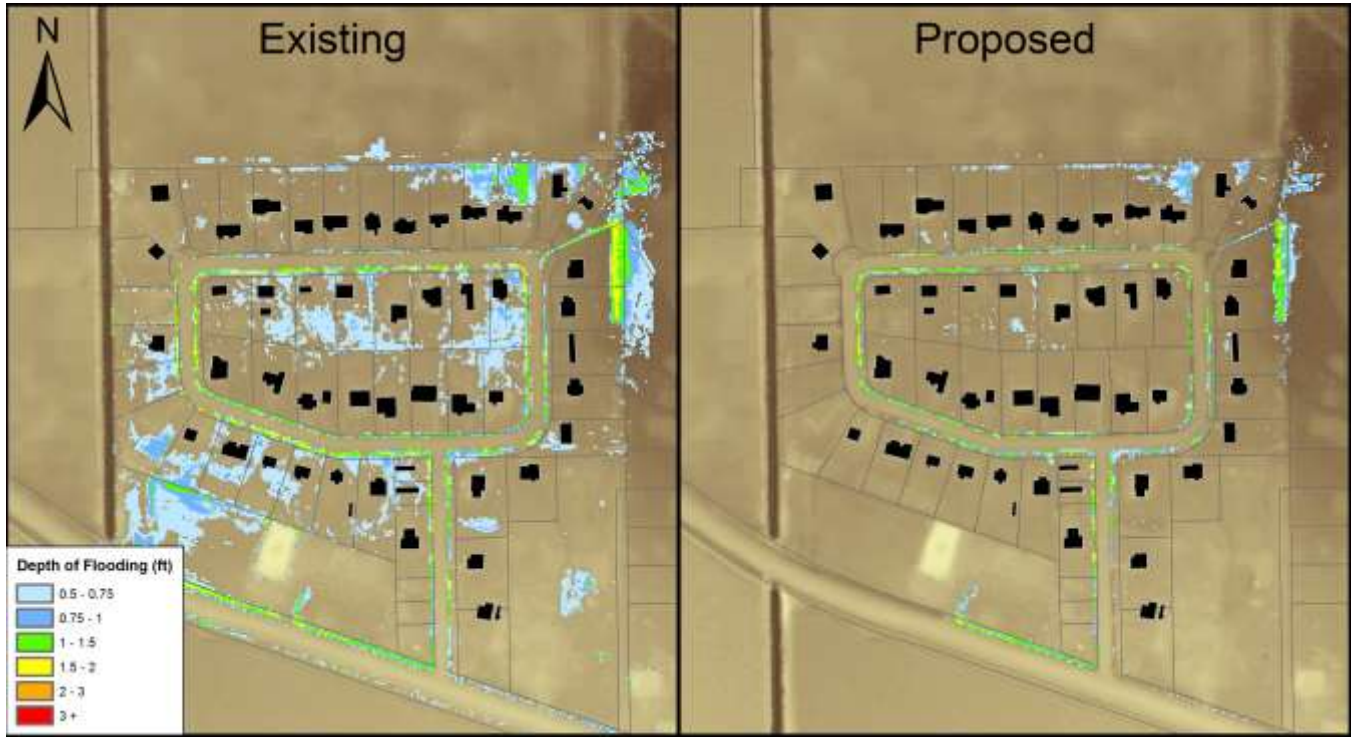 N
Existing
Proposed
Depth of Flooding (ft)
0.5 - 0.75
0.75 - 1
1 - 1.5
1.5 - 2
2 - 3
3 +